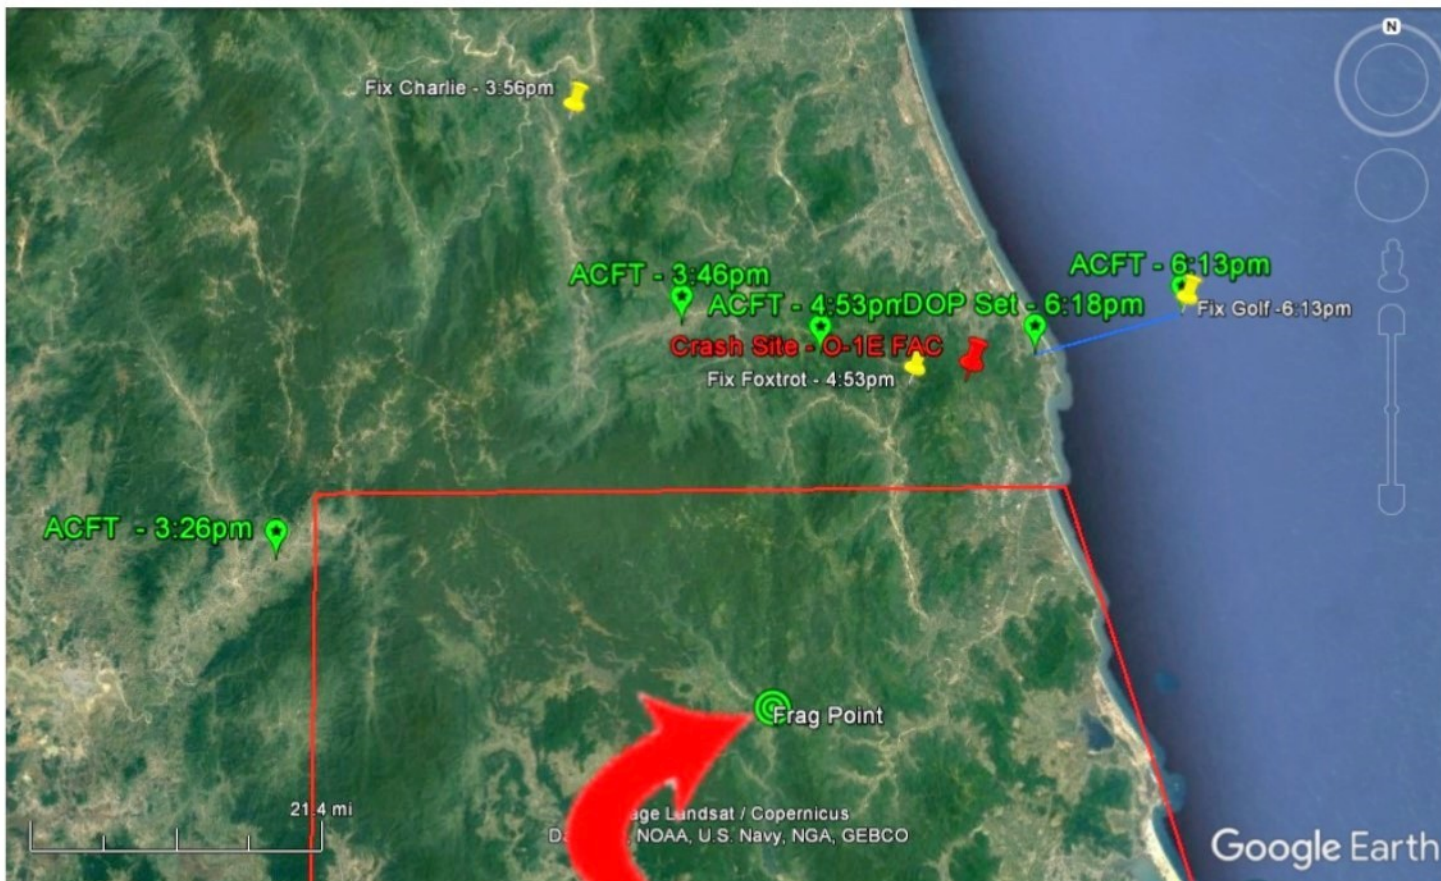 N
Fix Charlie - 3:56pm
ACFT - 3:46pm
ACFT - 6:13pm
ACFT - 4:53pm
DOP Set - 6:18pm
Fix Golf -6:13pm
Crash Site - O-1E FAC
Fix Foxtrot - 4:53pm
ACFT - 3:26pm
Frag Point
21.4 mi
age Landsat / Copernicus
NOAA, U.S. Navy, NGA, GEBCO
Google Earth